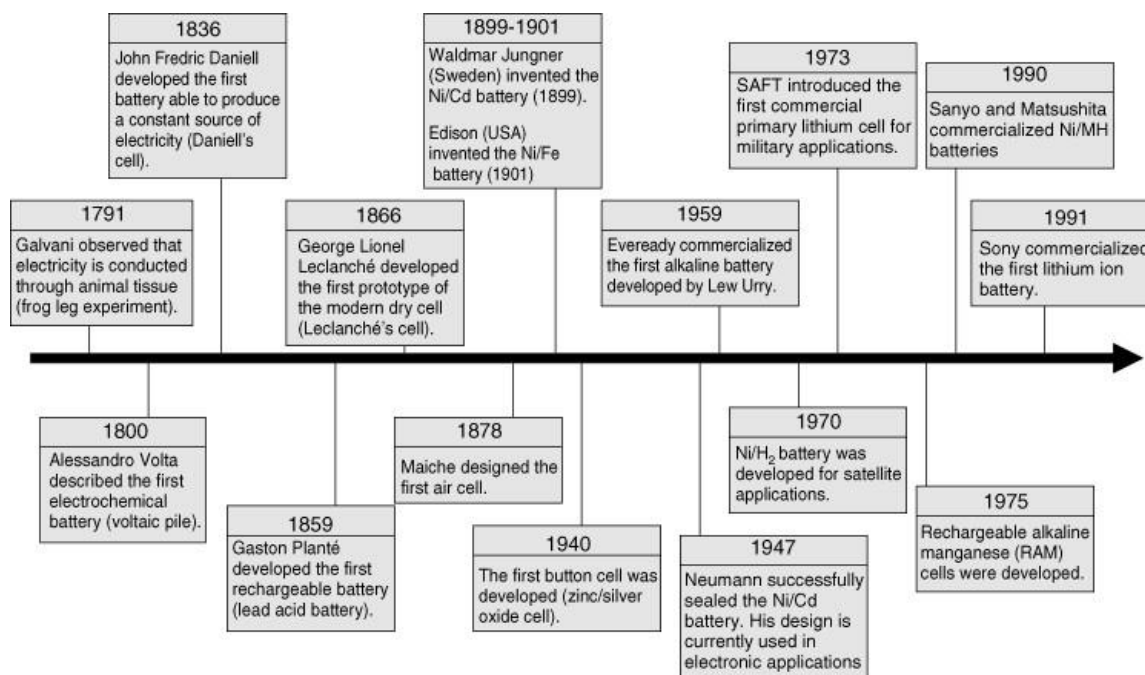 1836
John Fredric Daniell
developed the first
battery able to produce
a constant source of
electricity (Daniell's
cell).
1899-1901
Waldmar Jungner
(Sweden) invented the
Ni/Cd battery (1899).
Edison (USA)
invented the Ni/Fe
battery (1901)
1973
SAFT introduced the
first commercial
primary lithium cell for
military applications.
1990
Sanyo and Matsushita
commercialized Ni/MH
batteries
1791
Galvani observed that
electricity is conducted
through animal tissue
(frog leg experiment).
1866
George Lionel
Leclanché developed
the first prototype of
the modern dry cell
(Leclanché's cell).
1959
Eveready commercialized
the first alkaline battery
developed by Lew Urry.
1991
Sony commercialized
the first lithium ion
battery.
1800
Alessandro Volta
described the first
electrochemical
battery (voltaic pile).
1859
Gaston Planté
developed the first
rechargeable battery
(lead acid battery).
1878
Maiche designed the
first air cell.
1940
The first button cell was
developed (zinc/silver
oxide cell).
1947
Neumann successfully
sealed the Ni/Cd
battery. His design is
currently used in
electronic applications
1970
Ni/H₂ battery was
developed for satellite
applications.
1975
Rechargeable alkaline
manganese (RAM)
cells were developed.